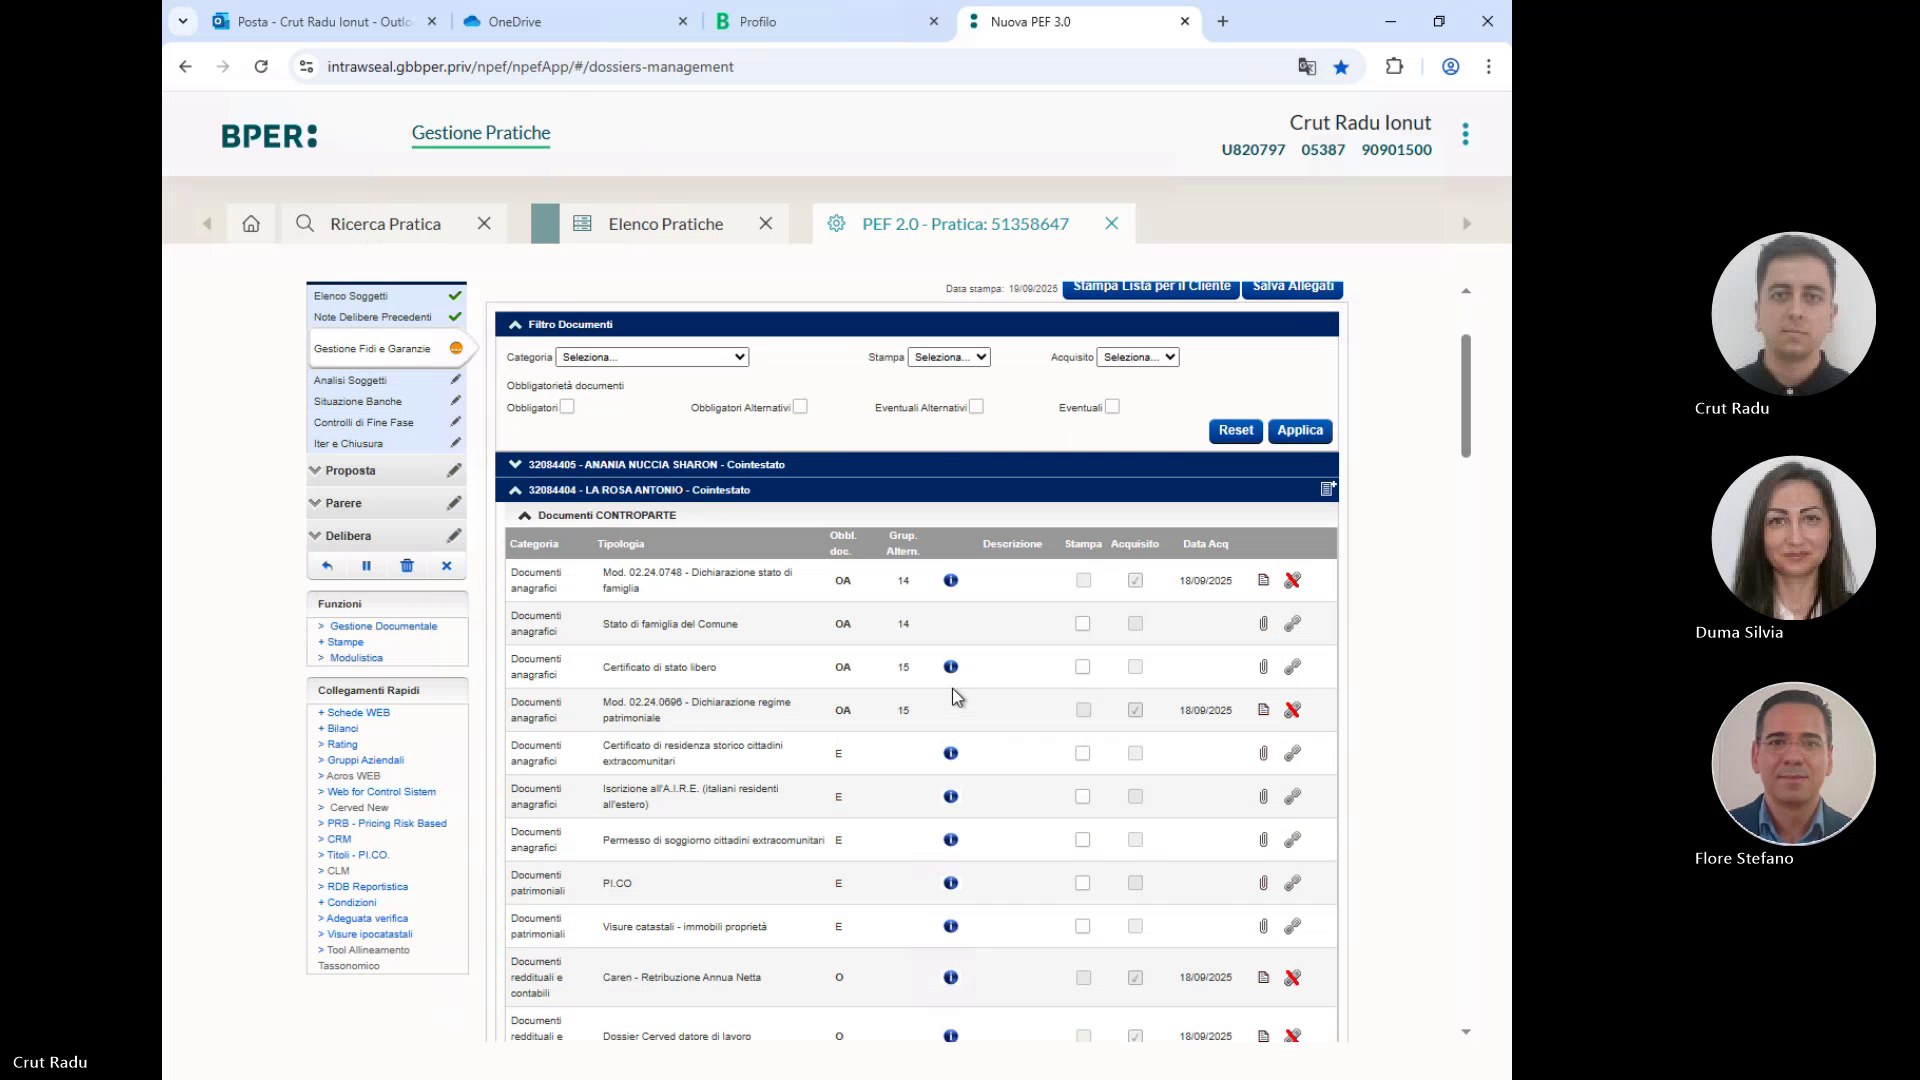 Posta - Crut Radu Ionut - Outlo
OneDrive
Profilo
Nuova PEF 3.0
intrawseal.gbbper.priv/npef/npefApp/#/dossiers-management
BPER:
Gestione Pratiche
Crut Radu Ionut
U820797 05387 90901500
Ricerca Pratica
Elenco Pratiche
PEF 2.0 - Pratica: 51358647
Elenco Soggetti
Note Delibere Precedenti
Gestione Fidi e Garanzie
Analisi Soggetti
Situazione Banche
Controlli di Fine Fase
Iter e Chiusura
Proposta
Parere
Delibera
Funzioni
> Gestione Documentale
+ Stampe
> Modulistica
Collegamenti Rapidi
+ Schede WEB
+ Bilanci
> Rating
> Gruppi Aziendali
> Acros WEB
> Web for Control Sistem
> Cerved New
> PRB - Pricing Risk Based
> CRM
> Titoli - PI.CO.
> CLM
> RDB Reportistica
+ Condizioni
> Adeguata verifica
> Visure ipocatastali
> Tool Allineamento
Tassonomico
Data stampa: 19/09/2025
Stampa Lista per il Cliente
Salva Allegati
Filtro Documenti
Categoria Seleziona...
Stampa Seleziona...
Acquisito Seleziona...
Obbligatorietà documenti
Obbligatori
Obbligatori Alternativi
Eventuali Alternativi
Eventuali
Reset
Applica
32084405 - ANANIA NUCCIA SHARON - Cointestato
32084404 - LA ROSA ANTONIO - Cointestato
Documenti CONTROPARTE
Categoria Tipologia Obbl. doc. Grup. Altern. Descrizione Stampa Acquisito Data Acq
Documenti anagrafici Mod. 02.24.0748 - Dichiarazione stato di famiglia OA 14 18/09/2025
Documenti anagrafici Stato di famiglia del Comune OA 14
Documenti anagrafici Certificato di stato libero OA 15
Documenti anagrafici Mod. 02.24.0696 - Dichiarazione regime patrimoniale OA 15 18/09/2025
Documenti anagrafici Certificato di residenza storico cittadini extracomunitari E
Documenti anagrafici Iscrizione all'A.I.R.E. (italiani residenti all'estero) E
Documenti anagrafici Permesso di soggiorno cittadini extracomunitari E
Documenti patrimoniali PI.CO E
Documenti patrimoniali Visure catastali - immobili proprietà E
Documenti reddituali e contabili Caren - Retribuzione Annua Netta O 18/09/2025
Documenti reddituali e Dossier Cerved datore di lavoro O 18/09/2025
Crut Radu
Duma Silvia
Flore Stefano
Crut Radu